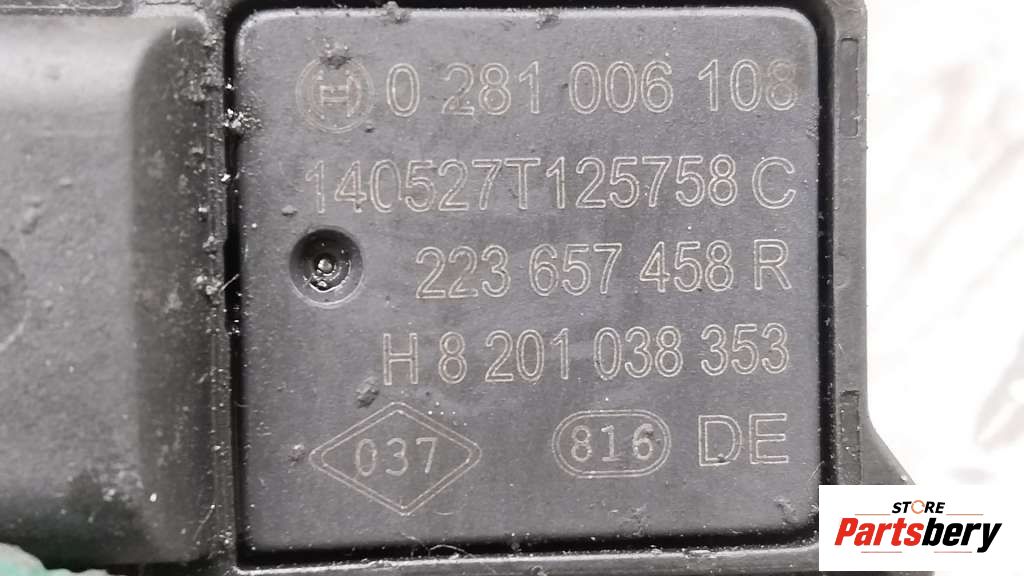 0 281 006 108
140527T125758 C
223 657 458 R
H 8 201 038 353
037 816 DE
STORE
Partsbery